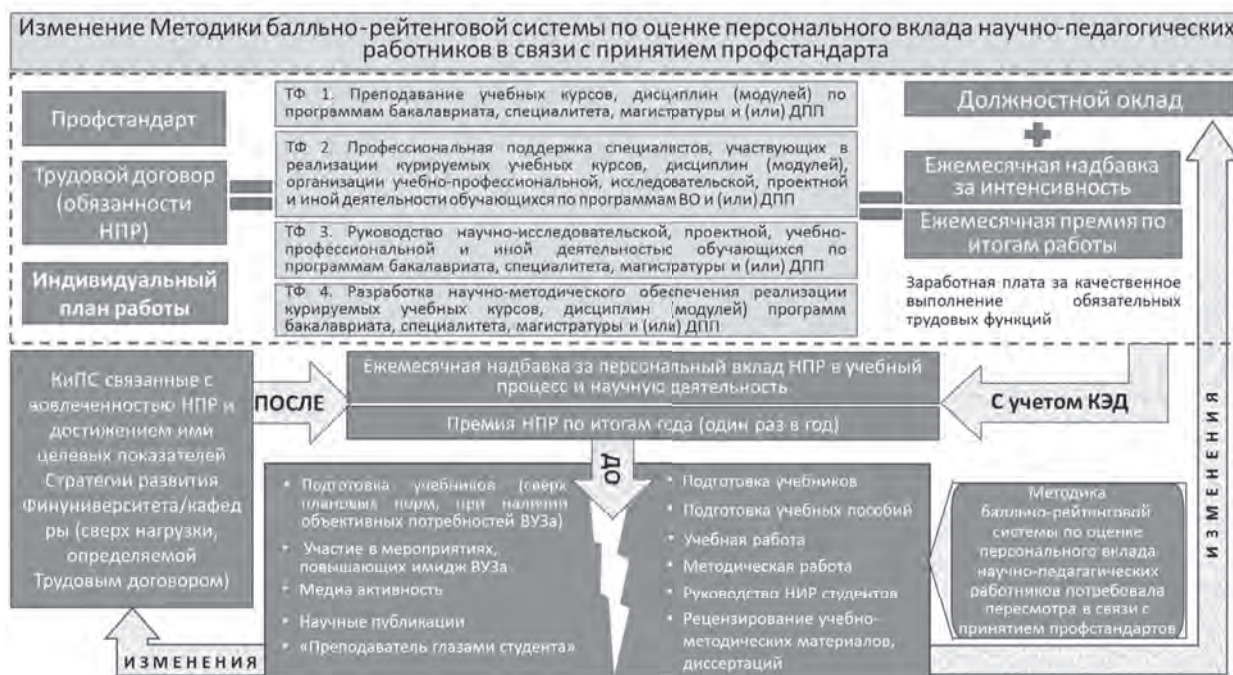 Изменение Методики балльно-рейтинговой системы по оценке персонального вклада научно-педагогических
работников в связи с принятием профстандарта
Профстандарт
Трудовой договор
(обязанности
НПР)
Индивидуальный
план работы
ТФ 1. Преподавание учебных курсов, дисциплин (модулей) по
программам бакалавриата, специалитета, магистратуры и (или) ДПП
ТФ 2. Профессиональная поддержка специалистов, участвующих в
реализации курируемых учебных курсов, дисциплин (модулей),
организации учебно-профессиональной, исследовательской, проектной
и иной деятельности обучающихся по программам ВО и (или) ДПП
ТФ 3. Руководство научно-исследовательской, проектной, учебно-
профессиональной и иной деятельностью обучающихся по
программам бакалавриата, специалитета, магистратуры и (или) ДПП
ТФ 4. Разработка научно-методического обеспечения реализации
курируемых учебных курсов, дисциплин (модулей) программ
бакалавриата, специалитета, магистратуры и (или) ДПП
Должностной оклад
Ежемесячная надбавка
за интенсивность
Ежемесячная премия по
итогам работы
Заработная плата за качественное
выполнение обязательных
трудовых функций
КиПС связанные с
вовлеченностью НПР и
достижением ими
целевых показателей
Стратегии развития
Финуниверситета/кафед
ры (сверх нагрузки,
определяемой
Трудовым договором)
ПОСЛЕ
Ежемесячная надбавка за персональный вклад НПР в учебный
процесс и научную деятельность
Премия НПР по итогам года (один раз в год)
С учетом КЭД
ДО
• Подготовка учебников (сверх
плановых норм, при наличии
объективных потребностей ВУЗа)
• Участие в мероприятиях,
повышающих имидж ВУЗа
• Медиа активность
• Научные публикации
• «Преподаватель глазами студента»
• Подготовка учебников
• Подготовка учебных пособий
• Учебная работа
• Методическая работа
• Руководство НИР студентов
• Рецензирование учебно-
методических материалов,
диссертаций
Методика
балльно-рейтинговой
системы по оценке
персонального вклада
научно-педагагических
работников потребовала
пересмотра в связи с
принятием профстандартов
ИЗМЕНЕНИЯ
ИЗМЕНЕНИЯ